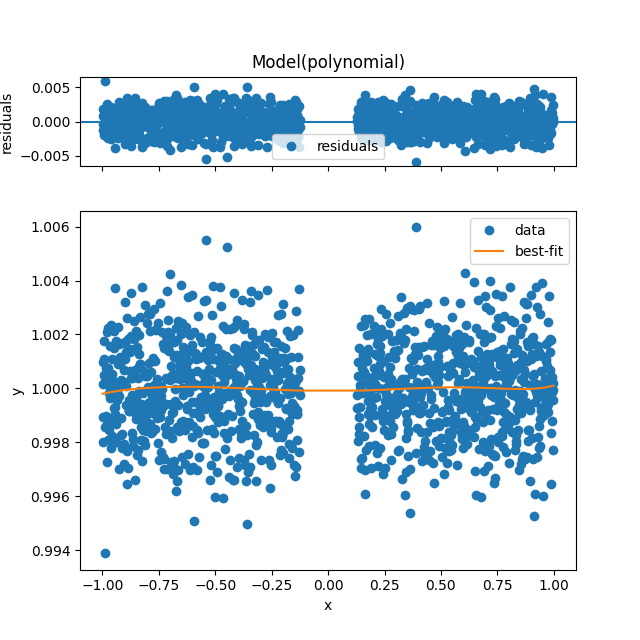 Model(polynomial)
residuals
0.005
0.000
−0.005
residuals
y
1.006
1.004
1.002
1.000
0.998
0.996
0.994
data
best-fit
−1.00 −0.75 −0.50 −0.25 0.00 0.25 0.50 0.75 1.00
x